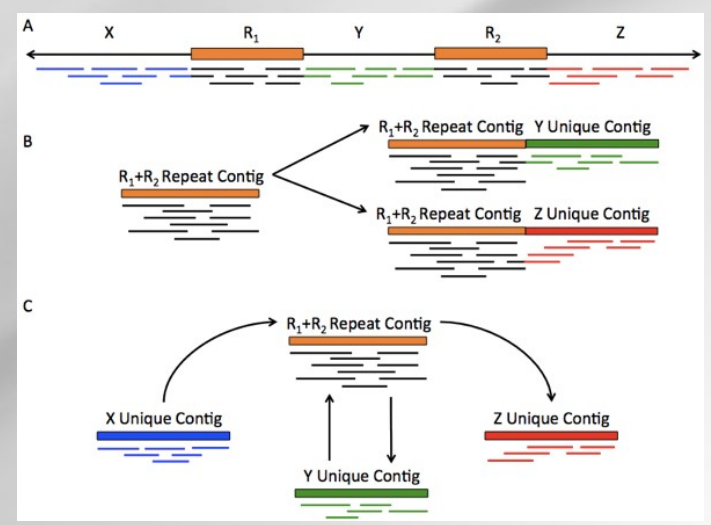 A
X R₁ Y R₂ Z
B
R₁+R₂ Repeat Contig
R₁+R₂ Repeat Contig Y Unique Contig
R₁+R₂ Repeat Contig Z Unique Contig
C
R₁+R₂ Repeat Contig
X Unique Contig
Z Unique Contig
Y Unique Contig